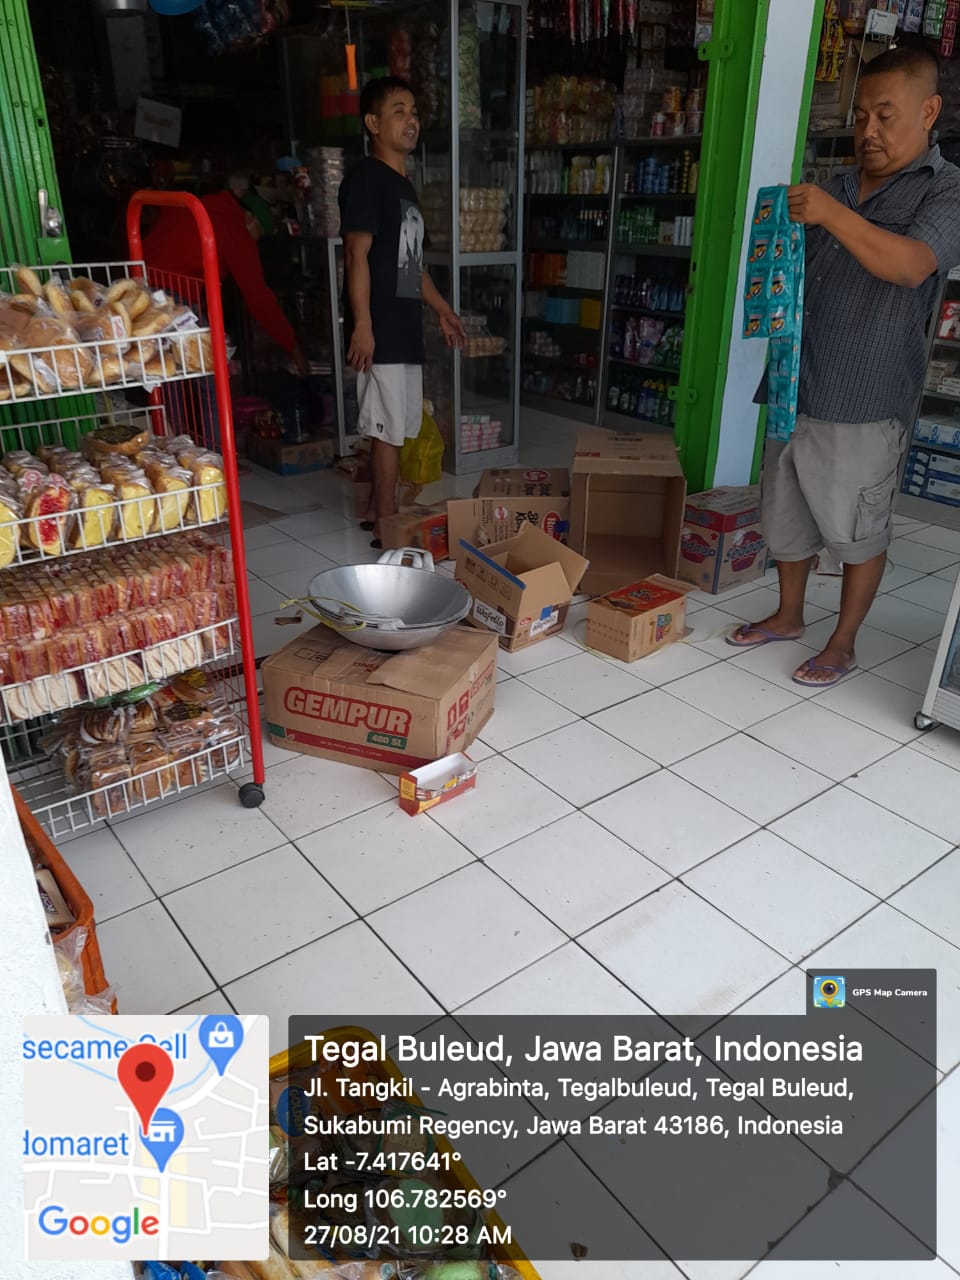 GEMPUR
480 SL
Wafello
Sedaap
GPS Map Camera
secame Cell
domaret
Google
Tegal Buleud, Jawa Barat, Indonesia
Jl. Tangkil - Agrabinta, Tegalbuleud, Tegal Buleud,
Sukabumi Regency, Jawa Barat 43186, Indonesia
Lat -7.417641°
Long 106.782569°
27/08/21 10:28 AM